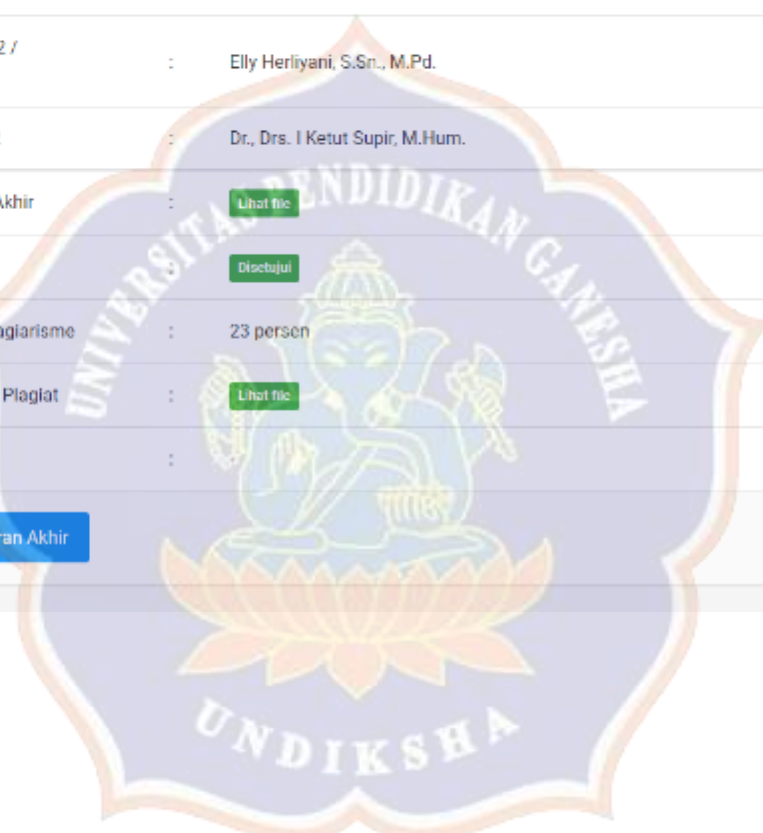 2 /
: Elly Herliyani, S.Sn., M.Pd.
: Dr., Drs. I Ketut Supir, M.Hum.
Akhir : Lihat file
: Disetujui
agiarisme : 23 persen
Plagiat : Lihat file
: -
ran Akhir
UNIVERSITAS PENDIDIKAN GANESHA
UNDIKSHA